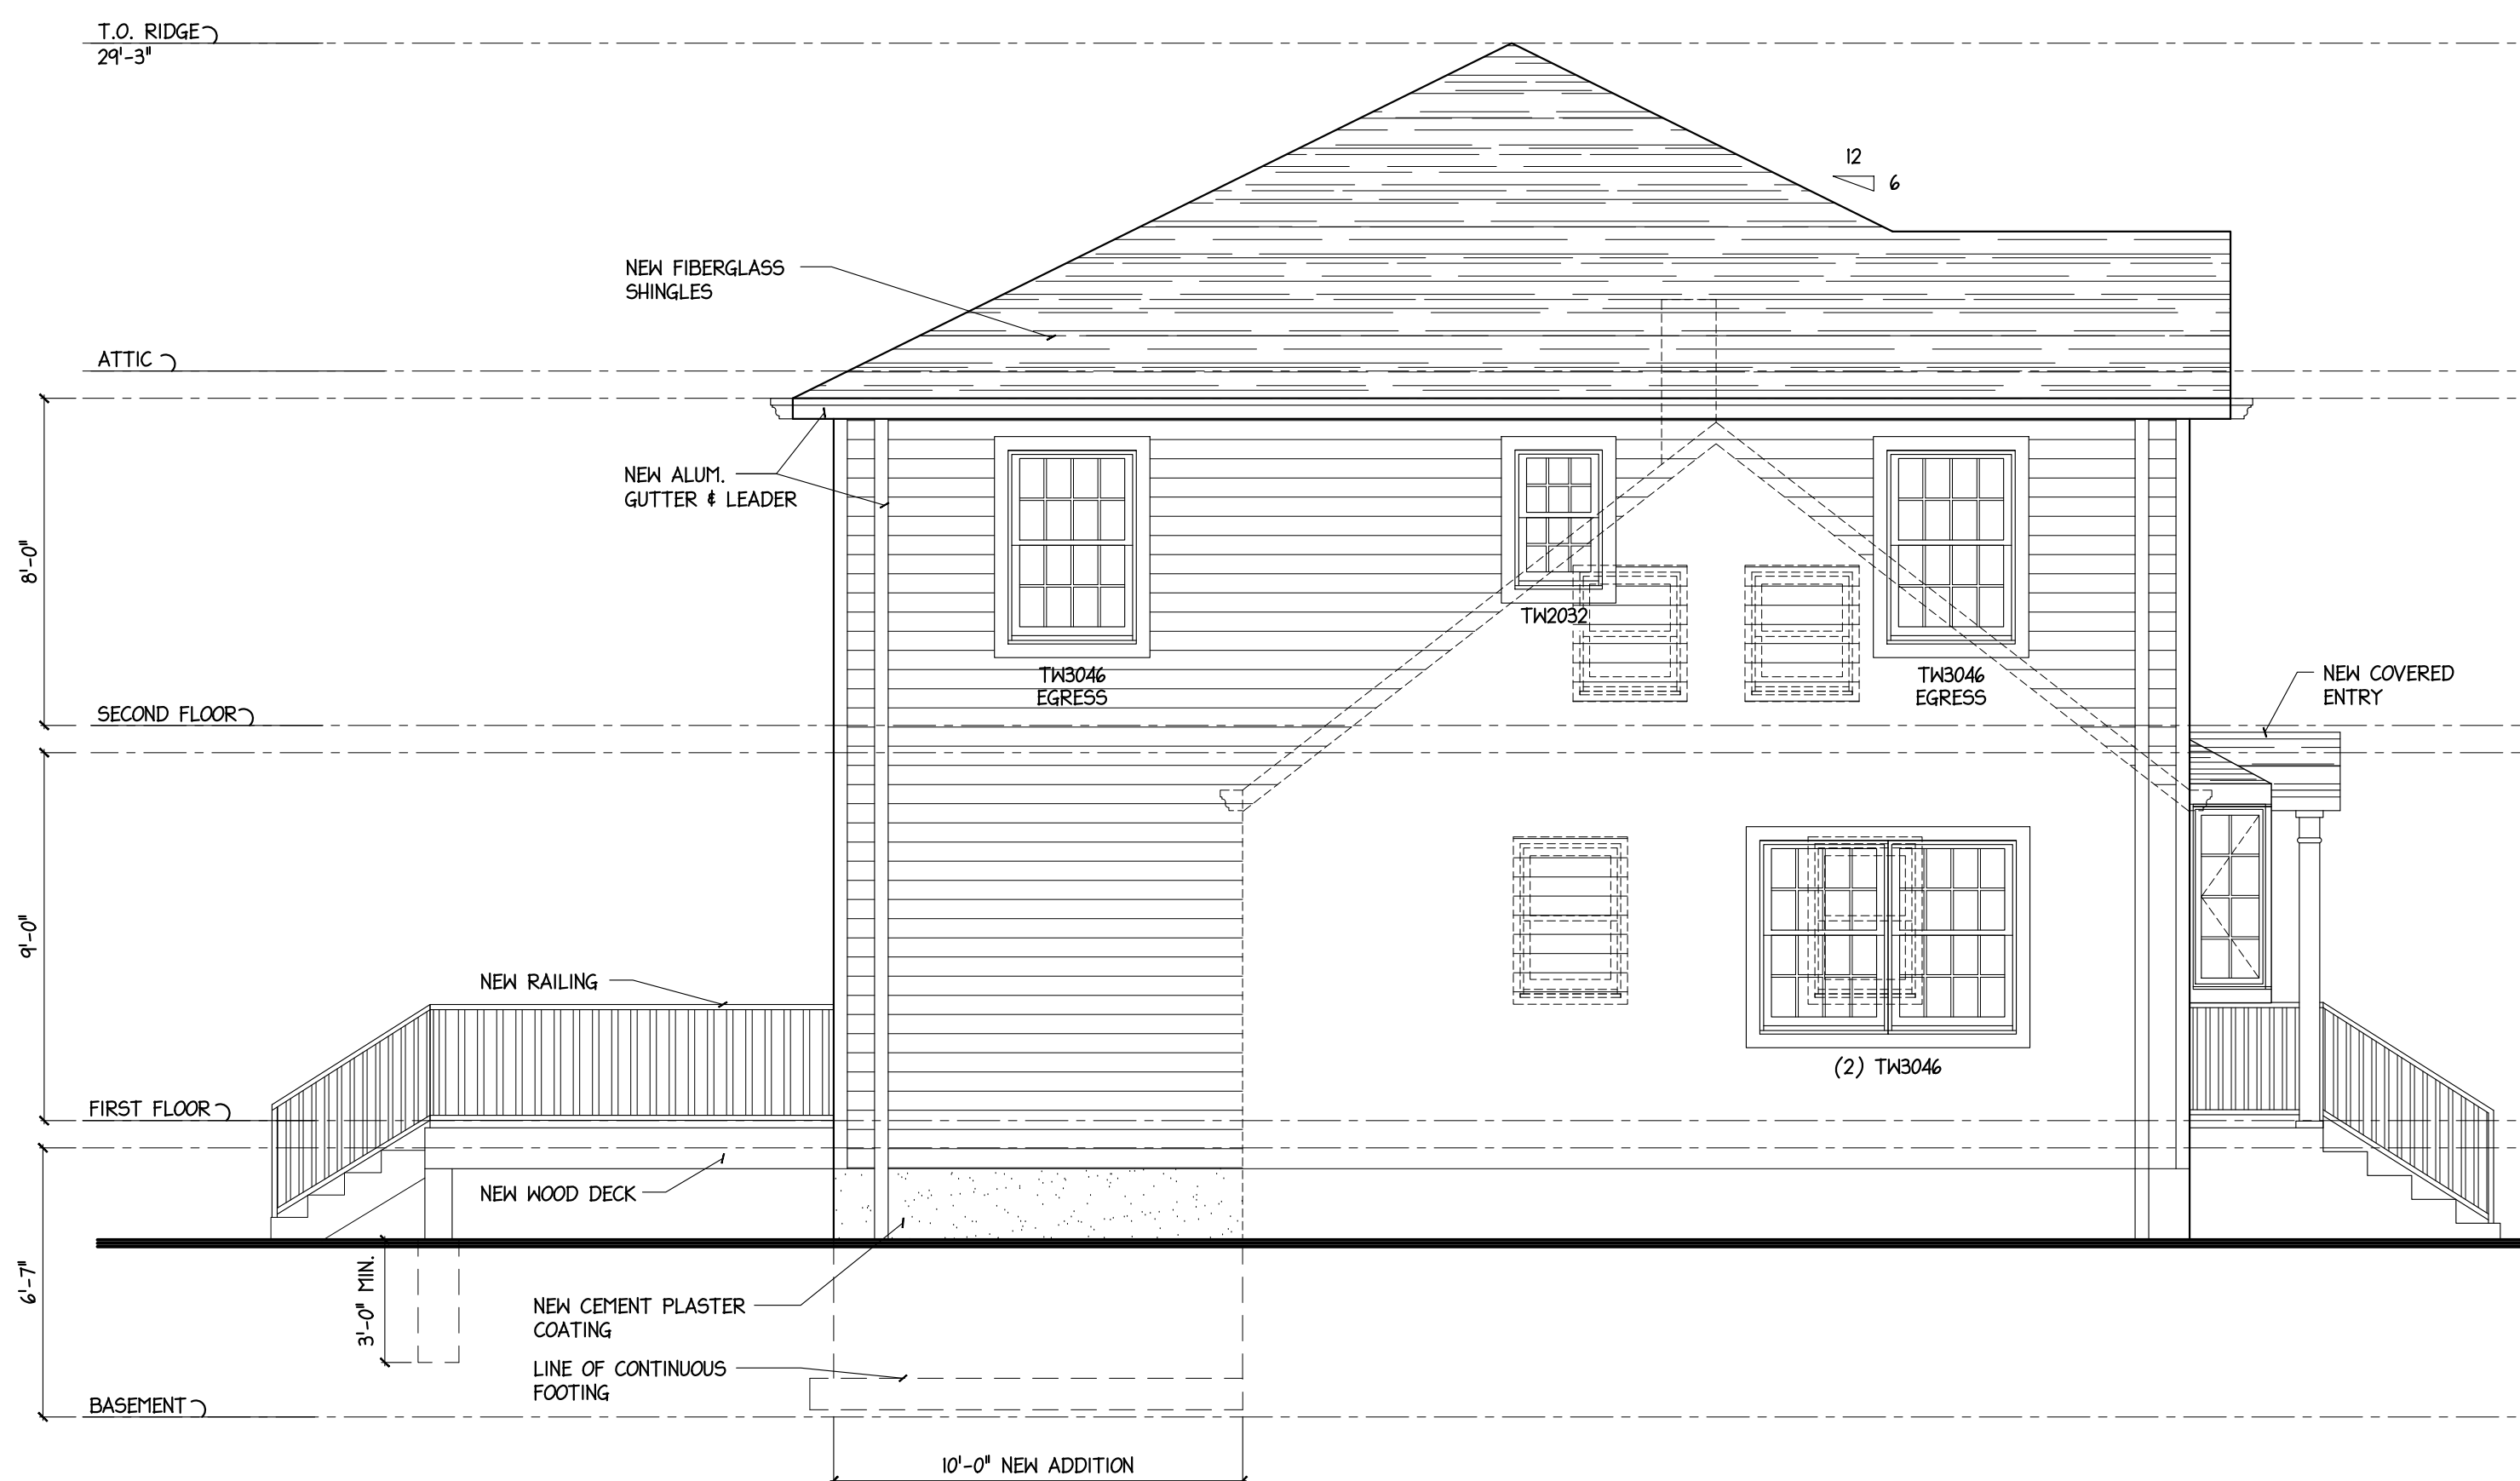 T.O. RIDGE
29'-3"
12
6
NEW FIBERGLASS
SHINGLES
ATTIC
NEW ALUM.
GUTTER & LEADER
8'-0"
TW2032
TW3046
EGRESS
TW3046
EGRESS
NEW COVERED
ENTRY
SECOND FLOOR
9'-0"
NEW RAILING
(2) TW3046
FIRST FLOOR
NEW WOOD DECK
6'-7"
3'-0" MIN.
NEW CEMENT PLASTER
COATING
LINE OF CONTINUOUS
FOOTING
BASEMENT
10'-0" NEW ADDITION